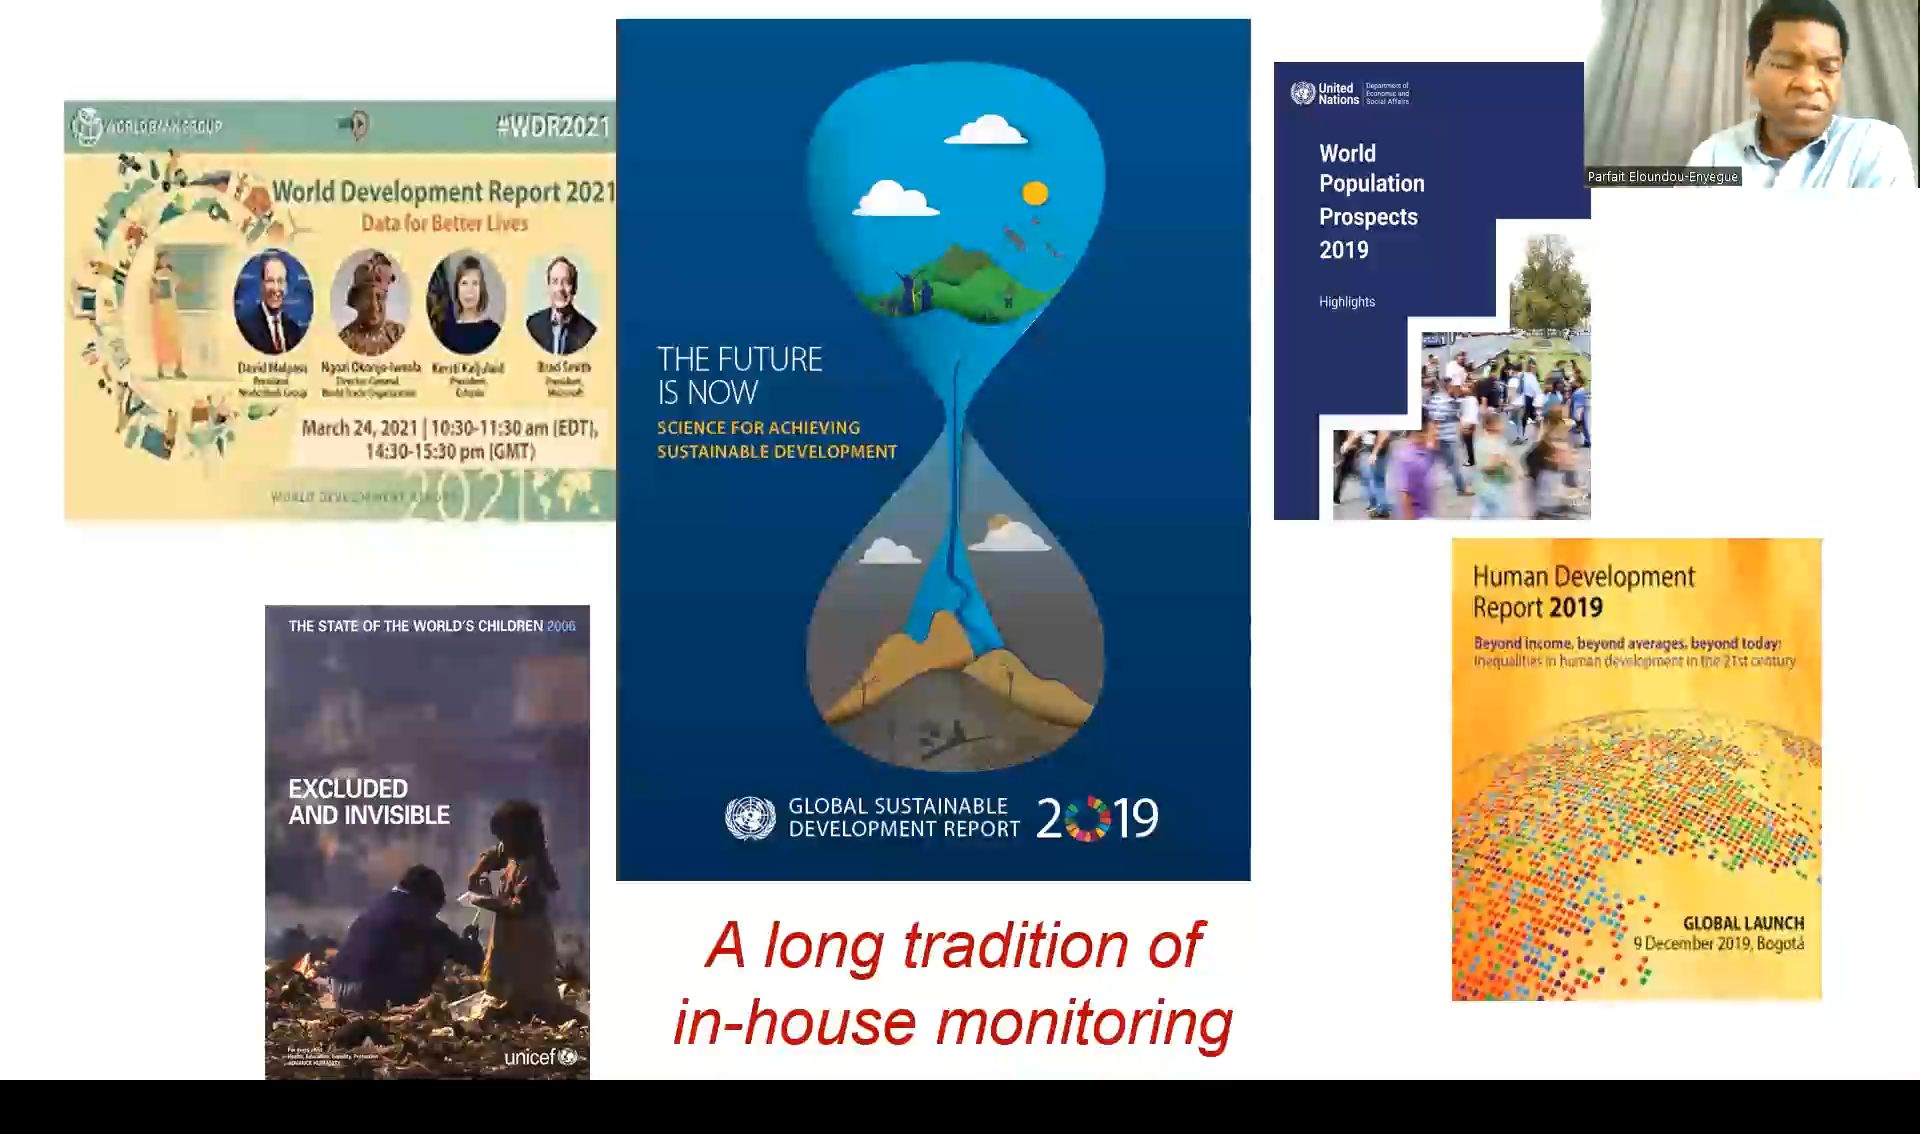 WORLD BANK GROUP
#WDR2021
World Development Report 2021
Data for Better Lives
David Malpass
President
World Bank Group
Ngozi Okonjo-Iweala
Director-General,
World Trade Organization
Kersti Kaljulaid
President,
Estonia
Brad Smith
President,
Microsoft
March 24, 2021 | 10:30-11:30 am (EDT),
14:30-15:30 pm (GMT)
WORLD DEVELOPMENT REPORT
2021
THE FUTURE
IS NOW
SCIENCE FOR ACHIEVING
SUSTAINABLE DEVELOPMENT
GLOBAL SUSTAINABLE
DEVELOPMENT REPORT 2019
United
Nations
Department of
Economic and
Social Affairs
World
Population
Prospects
2019
Highlights
Parfait Eloundou-Enyegue
THE STATE OF THE WORLD'S CHILDREN 2006
EXCLUDED
AND INVISIBLE
unicef
Human Development
Report 2019
Beyond income, beyond averages, beyond today:
Inequalities in human development in the 21st century
GLOBAL LAUNCH
9 December 2019, Bogotá
A long tradition of
in-house monitoring